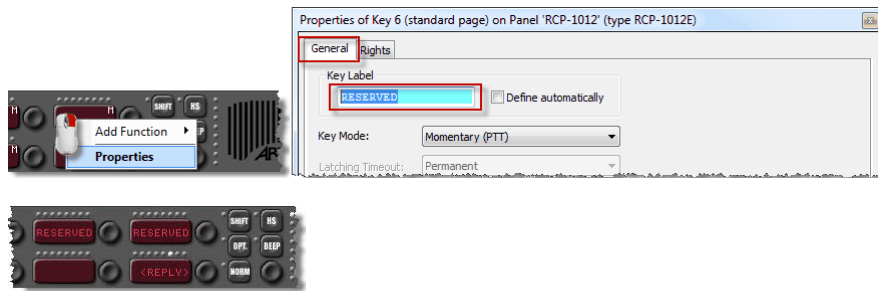 Properties of Key 6 (standard page) on Panel 'RCP-1012' (type RCP-1012E)
General Rights
Key Label
RESERVED Define automatically
Key Mode: Momentary (PTT)
Latching Timeout: Permanent
M M SHIFT HS
Add Function
M Properties
RESERVED RESERVED SHIFT HS
OPT. BEEP
<REPLY> NORM